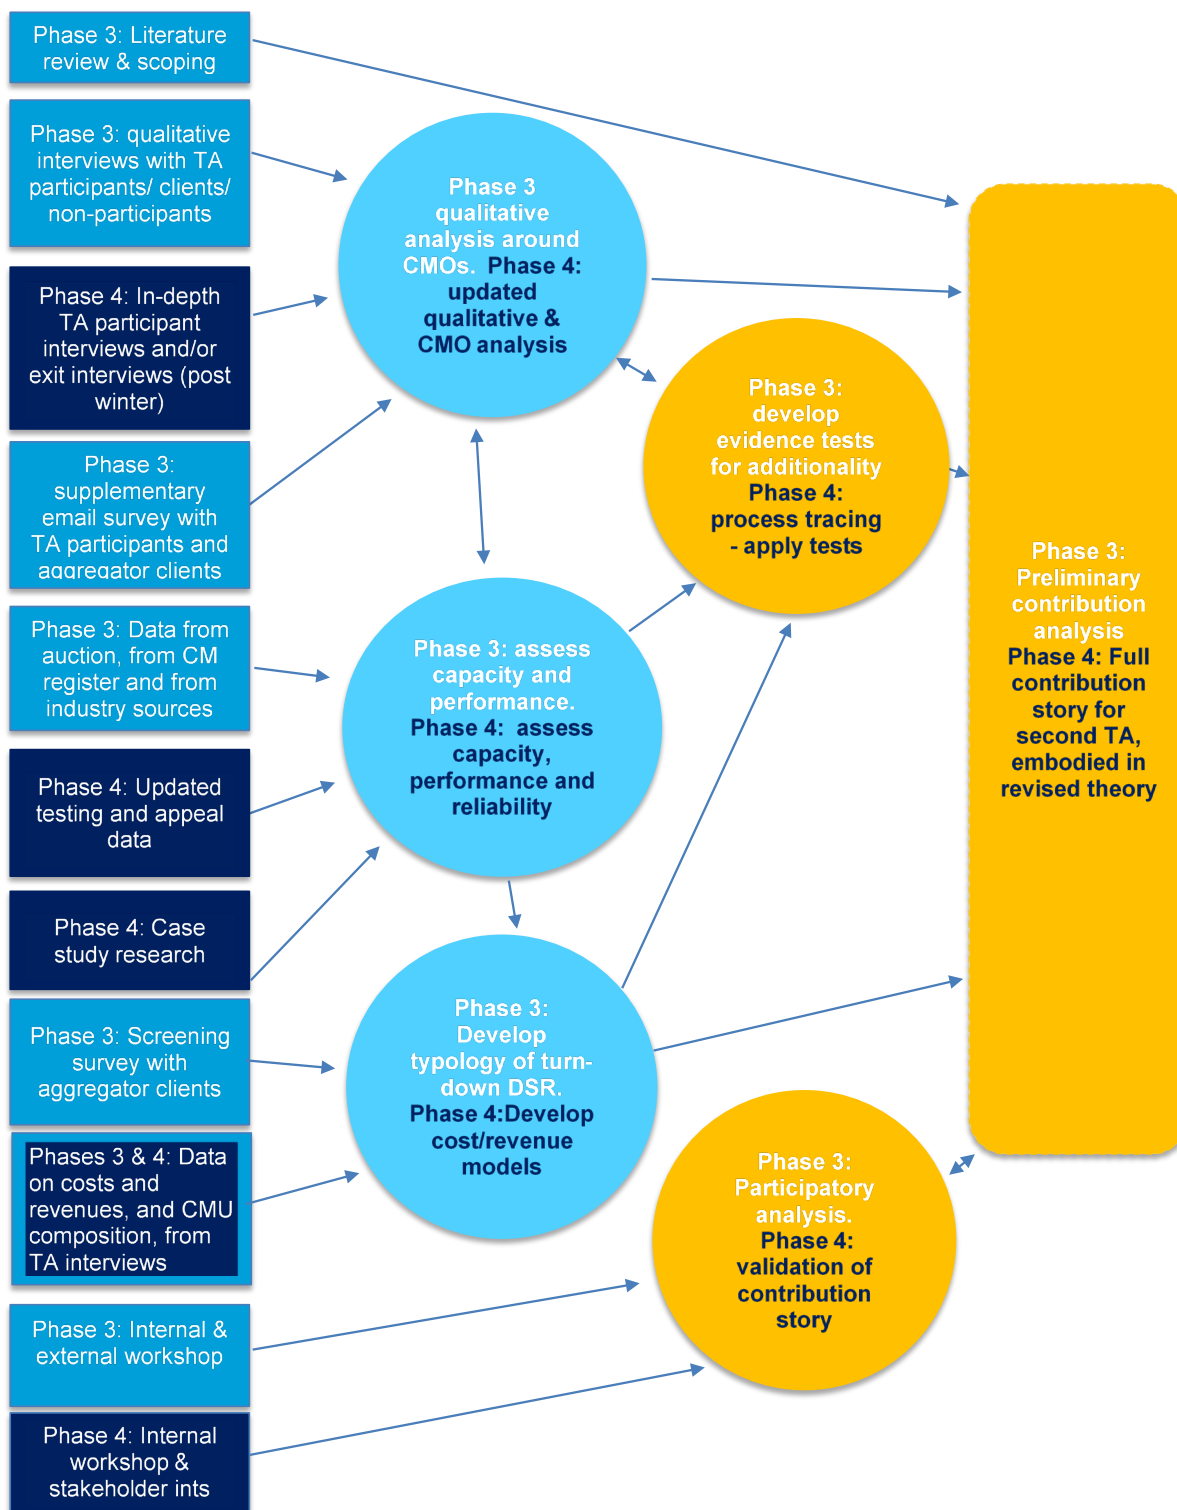 Phase 3: Literature
review & scoping
Phase 3: qualitative
interviews with TA
participants/ clients/
non-participants
Phase 4: In-depth
TA participant
interviews and/or
exit interviews (post
winter)
Phase 3:
supplementary
email survey with
TA participants and
aggregator clients
Phase 3: Data from
auction, from CM
register and from
industry sources
Phase 4: Updated
testing and appeal
data
Phase 4: Case
study research
Phase 3: Screening
survey with
aggregator clients
Phases 3 & 4: Data
on costs and
revenues, and CMU
composition, from
TA interviews
Phase 3: Internal &
external workshop
Phase 4: Internal
workshop &
stakeholder ints
Phase 3
qualitative
analysis around
CMOs. Phase 4:
updated
qualitative &
CMO analysis
Phase 3: assess
capacity and
performance.
Phase 4: assess
capacity,
performance and
reliability
Phase 3:
Develop
typology of turn-
down DSR.
Phase 4:Develop
cost/revenue
models
Phase 3:
develop
evidence tests
for additionality
Phase 4:
process tracing
- apply tests
Phase 3:
Participatory
analysis.
Phase 4:
validation of
contribution
story
Phase 3:
Preliminary
contribution
analysis
Phase 4: Full
contribution
story for
second TA,
embodied in
revised theory